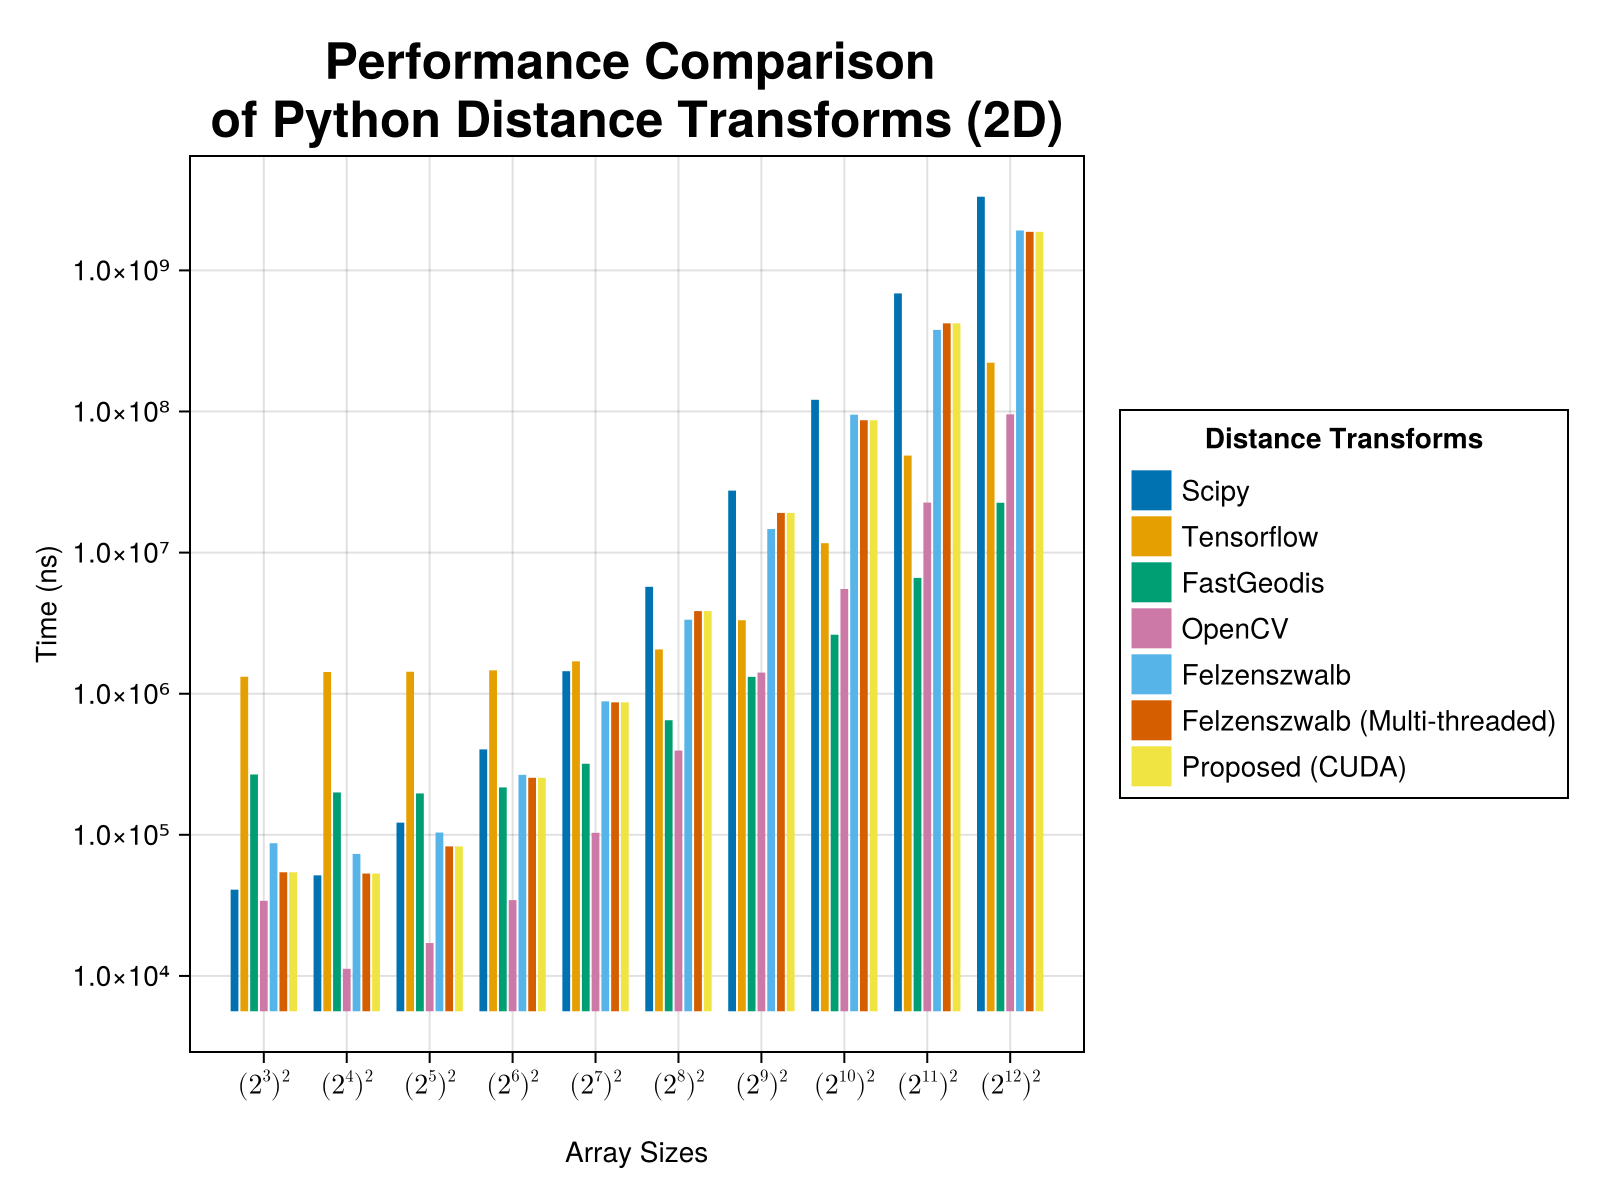 Performance Comparison
of Python Distance Transforms (2D)
Time (ns)
1.0×10⁹
1.0×10⁸
1.0×10⁷
1.0×10⁶
1.0×10⁵
1.0×10⁴
(2³)² (2⁴)² (2⁵)² (2⁶)² (2⁷)² (2⁸)² (2⁹)² (2¹⁰)² (2¹¹)² (2¹²)²
Array Sizes
Distance Transforms
Scipy
Tensorflow
FastGeodis
OpenCV
Felzenszwalb
Felzenszwalb (Multi-threaded)
Proposed (CUDA)